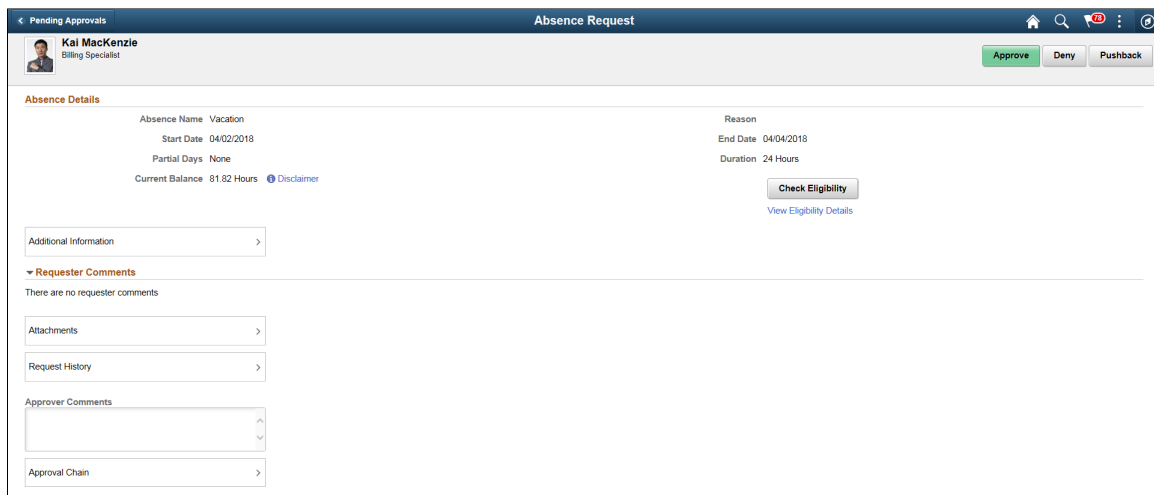 Pending Approvals
Absence Request
78
Kai MacKenzie
Billing Specialist
Approve
Deny
Pushback
Absence Details
Absence Name Vacation
Reason
Start Date 04/02/2018
End Date 04/04/2018
Partial Days None
Duration 24 Hours
Current Balance 81.82 Hours Disclaimer
Check Eligibility
View Eligibility Details
Additional Information
Requester Comments
There are no requester comments
Attachments
Request History
Approver Comments
Approval Chain